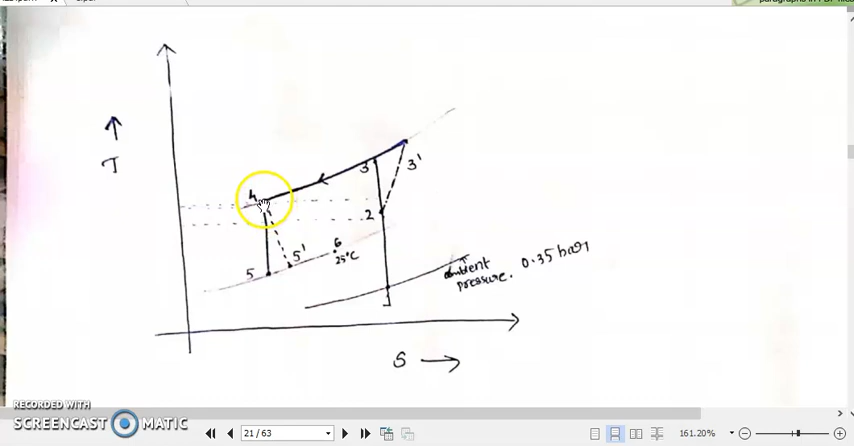 T
4
3
3'
2
5
5'
6
25°C
ambient
pressure. 0.35 bar
S
RECORDED WITH
SCREENCAST MATIC
21 / 63
161.20%